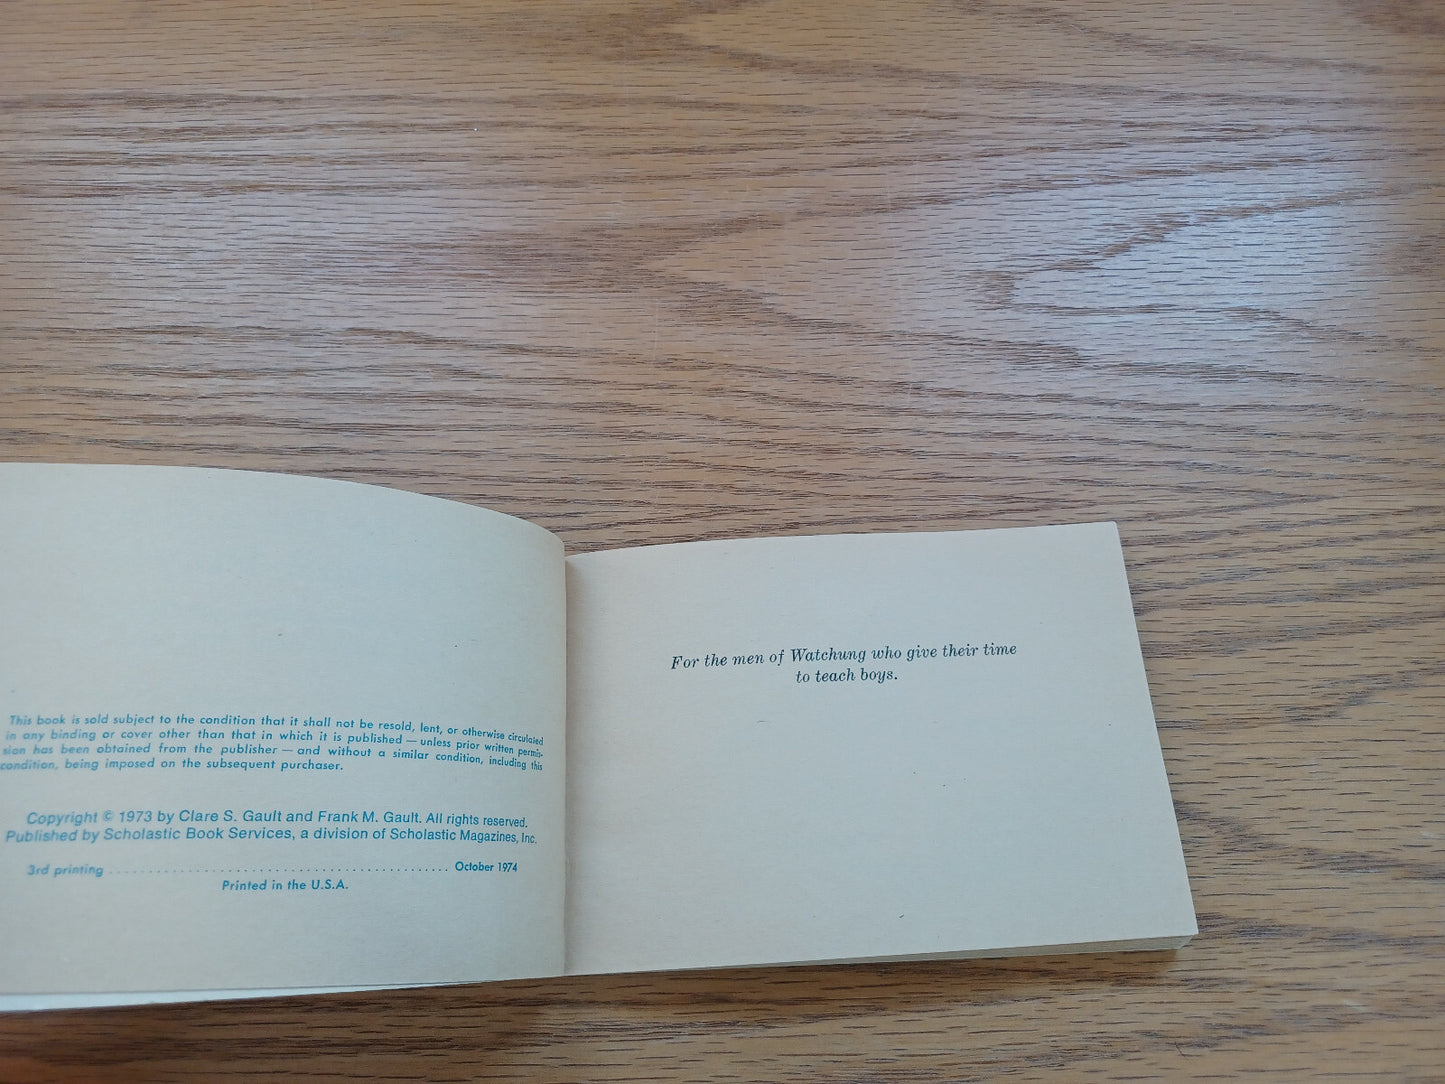 This book is sold subject to the condition that it shall not be resold, lent, or otherwise circulated
in any binding or cover other than that in which it is published — unless prior written permis-
sion has been obtained from the publisher — and without a similar condition, including this
condition, being imposed on the subsequent purchaser.
Copyright © 1973 by Clare S. Gault and Frank M. Gault. All rights reserved.
Published by Scholastic Book Services, a division of Scholastic Magazines, Inc.
3rd printing . . . . . . . . . . . . . . . . . . . . . . . . . . . . . . . . . . . . . . . . . . . . . . October 1974
Printed in the U.S.A.
For the men of Watchung who give their time
to teach boys.